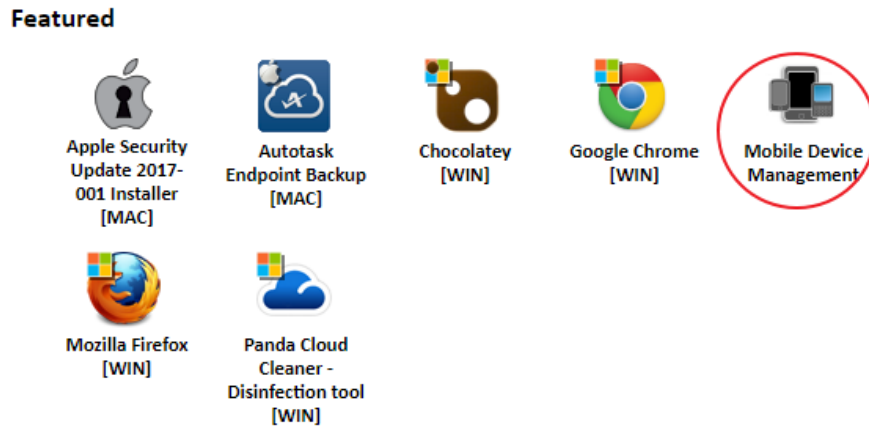 Featured
Apple Security
Update 2017-
001 Installer
[MAC]
Autotask
Endpoint Backup
[MAC]
Chocolatey
[WIN]
Google Chrome
[WIN]
Mobile Device
Management
Mozilla Firefox
[WIN]
Panda Cloud
Cleaner -
Disinfection tool
[WIN]